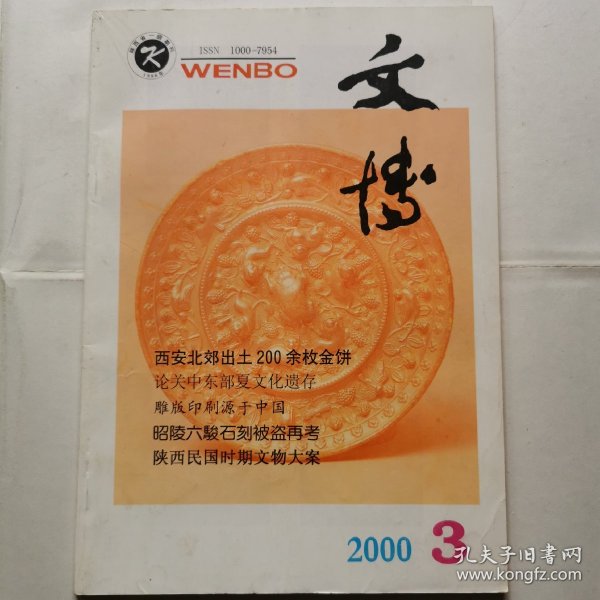 ISSN 1000-7954
WENBO
文博
西安北郊出土200余枚金饼
论关中东部夏文化遗存
雕版印刷源于中国
昭陵六駿石刻被盗再考
陕西民国时期文物大案
2000 3
孔夫子旧书网
www.kongfz.com